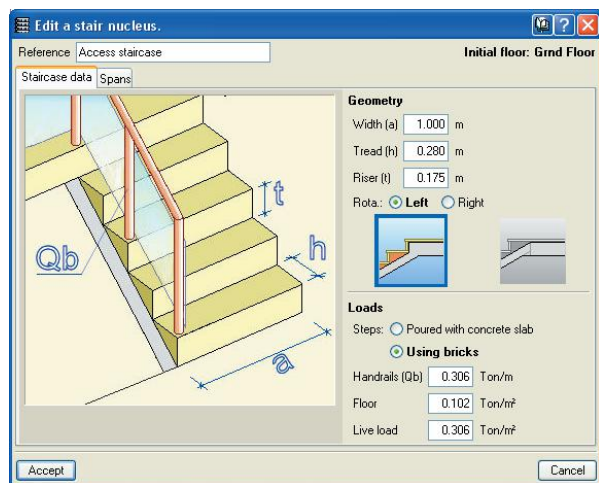 Edit a stair nucleus.
Reference Access staircase Initial floor: Grnd Floor
Staircase data Spans
Geometry
Width (a) 1.000 m
Tread (h) 0.280 m
Riser (t) 0.175 m
Rota.: Left Right
t
h
Qb
a
Loads
Steps: Poured with concrete slab
Using bricks
Handrails (Qb) 0.306 Ton/m
Floor 0.102 Ton/m²
Live load 0.306 Ton/m²
Accept Cancel